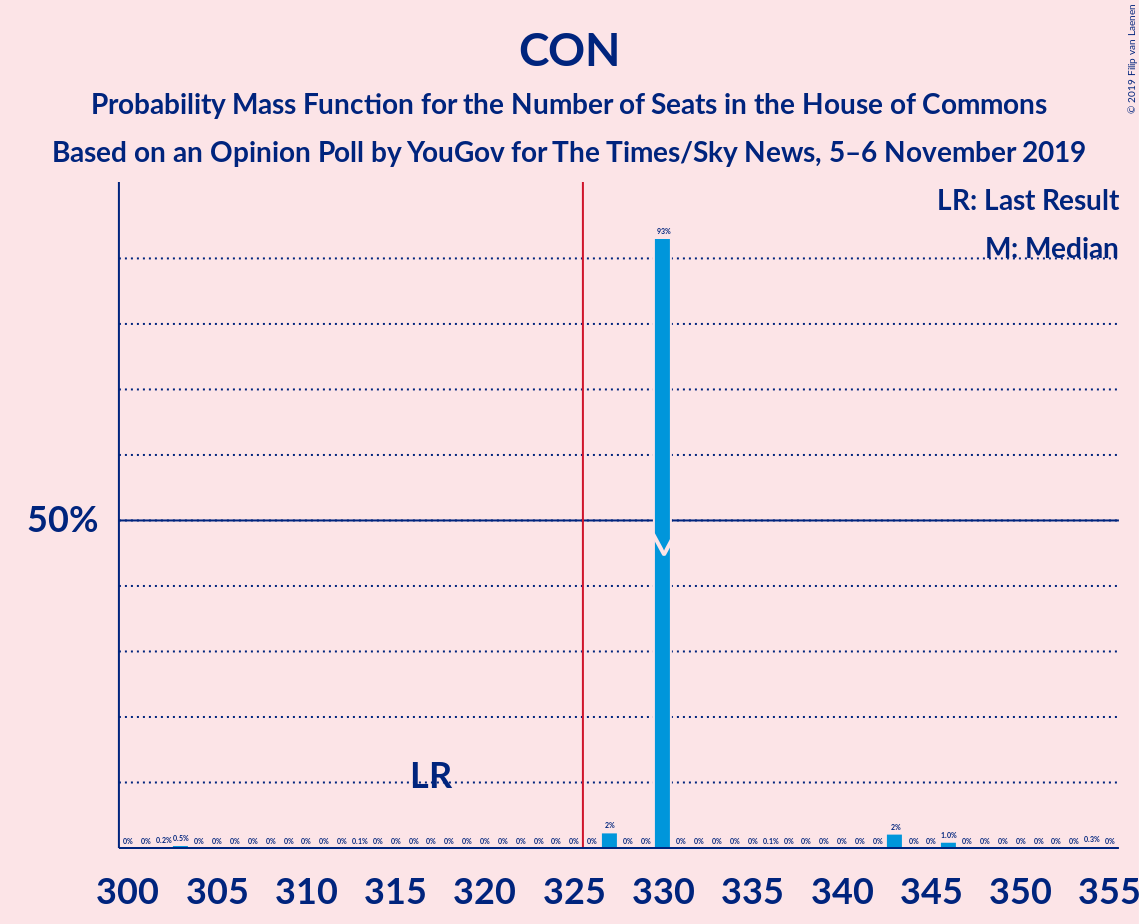 CON
Probability Mass Function for the Number of Seats in the House of Commons
Based on an Opinion Poll by YouGov for The Times/Sky News, 5–6 November 2019
© 2019 Filip van Laenen
LR: Last Result
M: Median
93%
50%
M
LR
0% 0% 0.2% 0.5% 0% 0% 0% 0% 0% 0% 0% 0% 0% 0.1% 0% 0% 0% 0% 0% 0% 0% 0% 0% 0% 0% 0% 0% 2% 0% 0% 0% 0% 0% 0% 0% 0.1% 0% 0% 0% 0% 0% 0% 2% 0% 0% 1.0% 0% 0% 0% 0% 0% 0% 0% 0.3% 0%
300 305 310 315 320 325 330 335 340 345 350 355